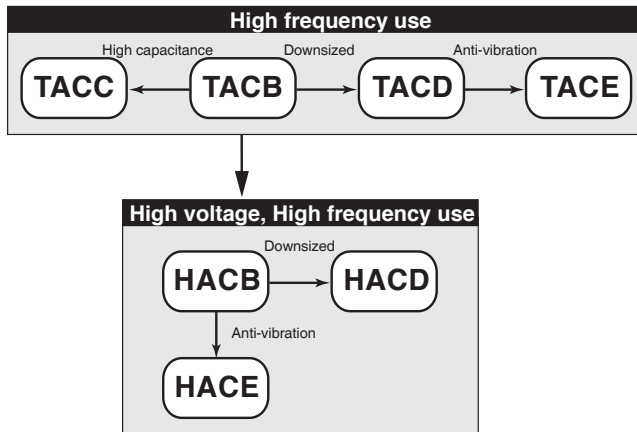 High frequency use
High capacitance Downsized Anti-vibration
TACC TACB TACD TACE
High voltage, High frequency use
Downsized
HACB HACD
Anti-vibration
HACE